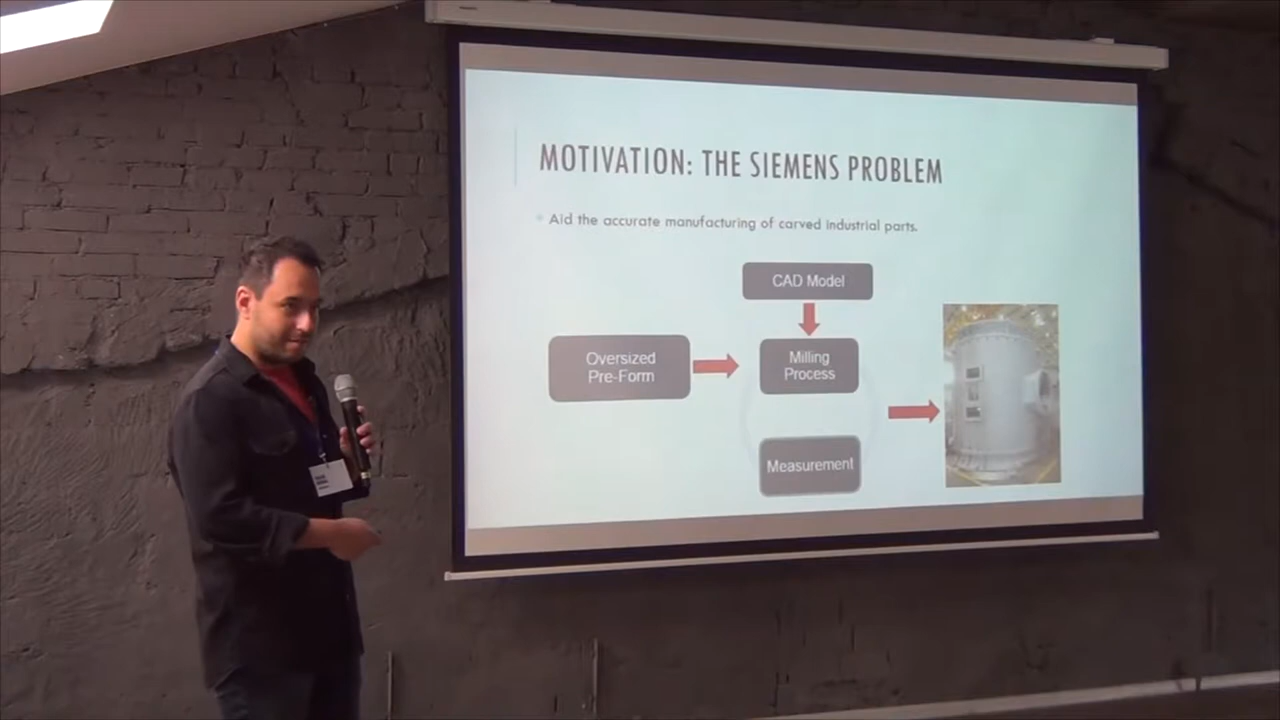 MOTIVATION: THE SIEMENS PROBLEM
Aid the accurate manufacturing of carved industrial parts.
CAD Model
Oversized
Pre-Form
Milling
Process
Measurement